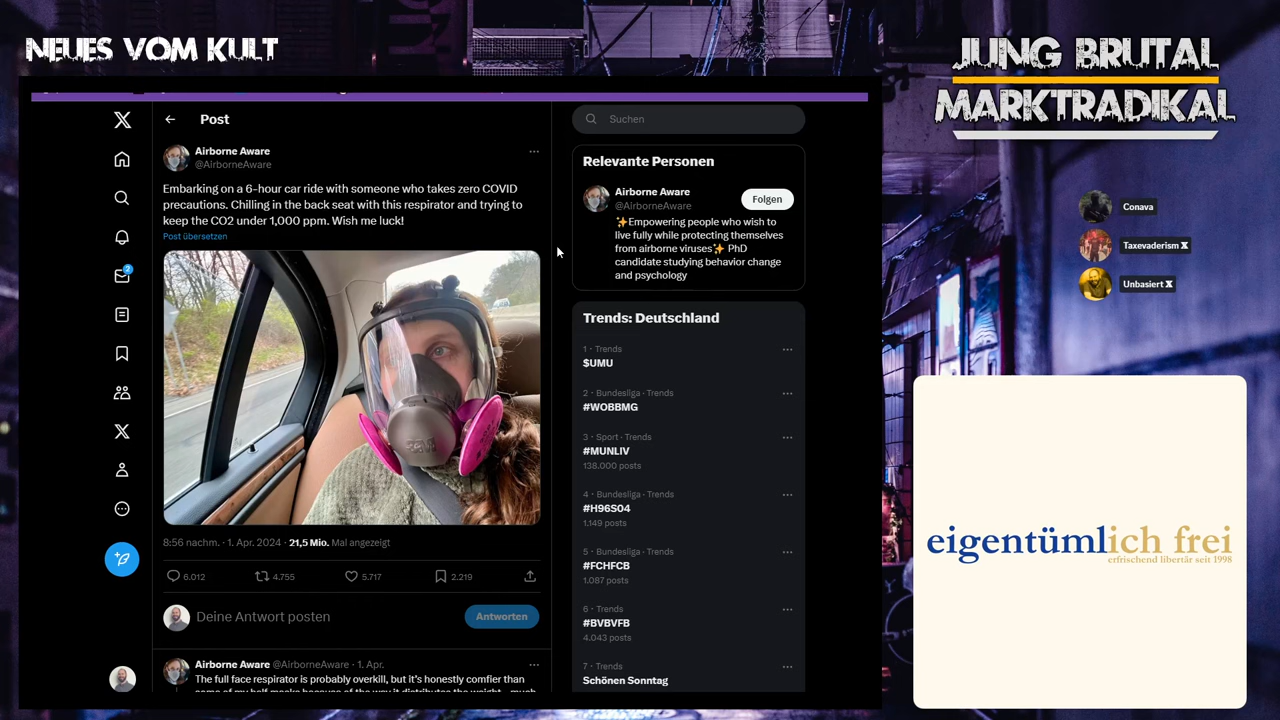 NEUES VOM KULT
JUNG BRUTAL
MARKTRADIKAL
Post
Airborne Aware
@AirborneAware
Embarking on a 6-hour car ride with someone who takes zero COVID
precautions. Chilling in the back seat with this respirator and trying to
keep the CO2 under 1,000 ppm. Wish me luck!
Post übersetzen
3M
8:56 nachm. · 1. Apr. 2024 · 21,5 Mio. Mal angezeigt
6.012
4.755
5.717
2.219
Deine Antwort posten
Antworten
Airborne Aware @AirborneAware · 1. Apr.
The full face respirator is probably overkill, but it's honestly comfier than
2
Suchen
Relevante Personen
Airborne Aware
@AirborneAware
Folgen
✨Empowering people who wish to
live fully while protecting themselves
from airborne viruses✨ PhD
candidate studying behavior change
and psychology
Trends: Deutschland
1 · Trends
$UMU
2 · Bundesliga · Trends
#WOBBMG
3 · Sport · Trends
#MUNLIV
138.000 posts
4 · Bundesliga · Trends
#H96S04
1.149 posts
5 · Bundesliga · Trends
#FCHFCB
1.087 posts
6 · Trends
#BVBVFB
4.043 posts
7 · Trends
Schönen Sonntag
Conava
Taxevaderism X
Unbasiert X
eigentümlich frei
erfrischend libertär seit 1998